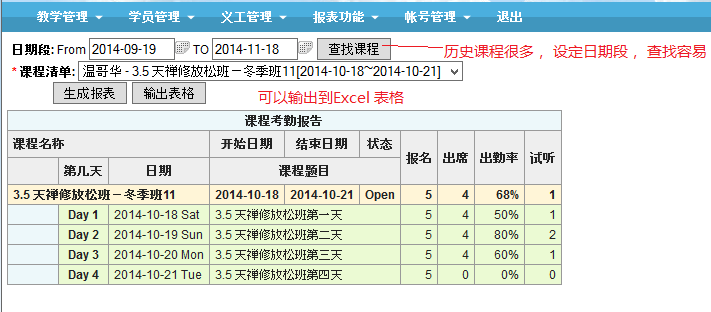 教学管理 学员管理 义工管理 报表功能 帐号管理 退出
日期段: From 2014-09-19 TO 2014-11-18 查找课程 历史课程很多，设定日期段，查找容易
* 课程清单: 温哥华 - 3.5 天禅修放松班－冬季班11[2014-10-18~2014-10-21]
生成报表 输出表格 可以输出到Excel 表格
课程考勤报告
课程名称 开始日期 结束日期 状态 报名 出席 出勤率 试听
第几天 日期 课程题目
3.5 天禅修放松班－冬季班11 2014-10-18 2014-10-21 Open 5 4 68% 1
Day 1 2014-10-18 Sat 3.5 天禅修放松班第一天 5 4 50% 1
Day 2 2014-10-19 Sun 3.5 天禅修放松班第二天 5 4 80% 2
Day 3 2014-10-20 Mon 3.5 天禅修放松班第三天 5 4 60% 1
Day 4 2014-10-21 Tue 3.5 天禅修放松班第四天 5 0 0% 0